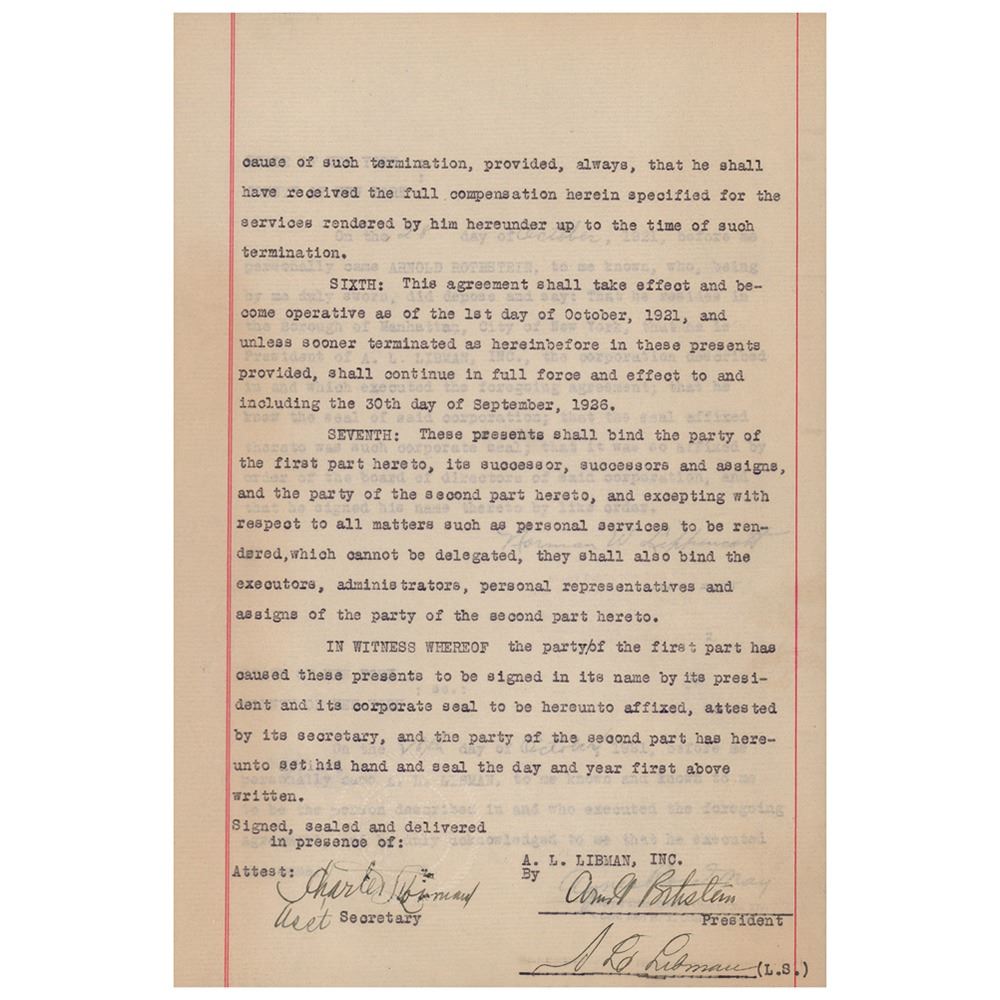 cause of such termination, provided, always, that he shall
have received the full compensation herein specified for the
services rendered by him hereunder up to the time of such
termination.
SIXTH: This agreement shall take effect and be-
come operative as of the 1st day of October, 1921, and
unless sooner terminated as hereinbefore in these presents
provided, shall continue in full force and effect to and
including the 30th day of September, 1926.
SEVENTH: These presents shall bind the party of
the first part hereto, its successor, successors and assigns,
and the party of the second part hereto, and excepting with
respect to all matters such as personal services to be ren-
dered,which cannot be delegated, they shall also bind the
executors, administrators, personal representatives and
assigns of the party of the second part hereto.
IN WITNESS WHEREOF the party/of the first part has
caused these presents to be signed in its name by its presi-
dent and its corporate seal to be hereunto affixed, attested
by its secretary, and the party of the second part has here-
unto set his hand and seal the day and year first above
written.
Signed, sealed and delivered
in presence of:
A. L. LIBMAN, INC.
Attest: Charles
By Arnold Rothstein
Asst Secretary
President
A L Libman (L.S.)